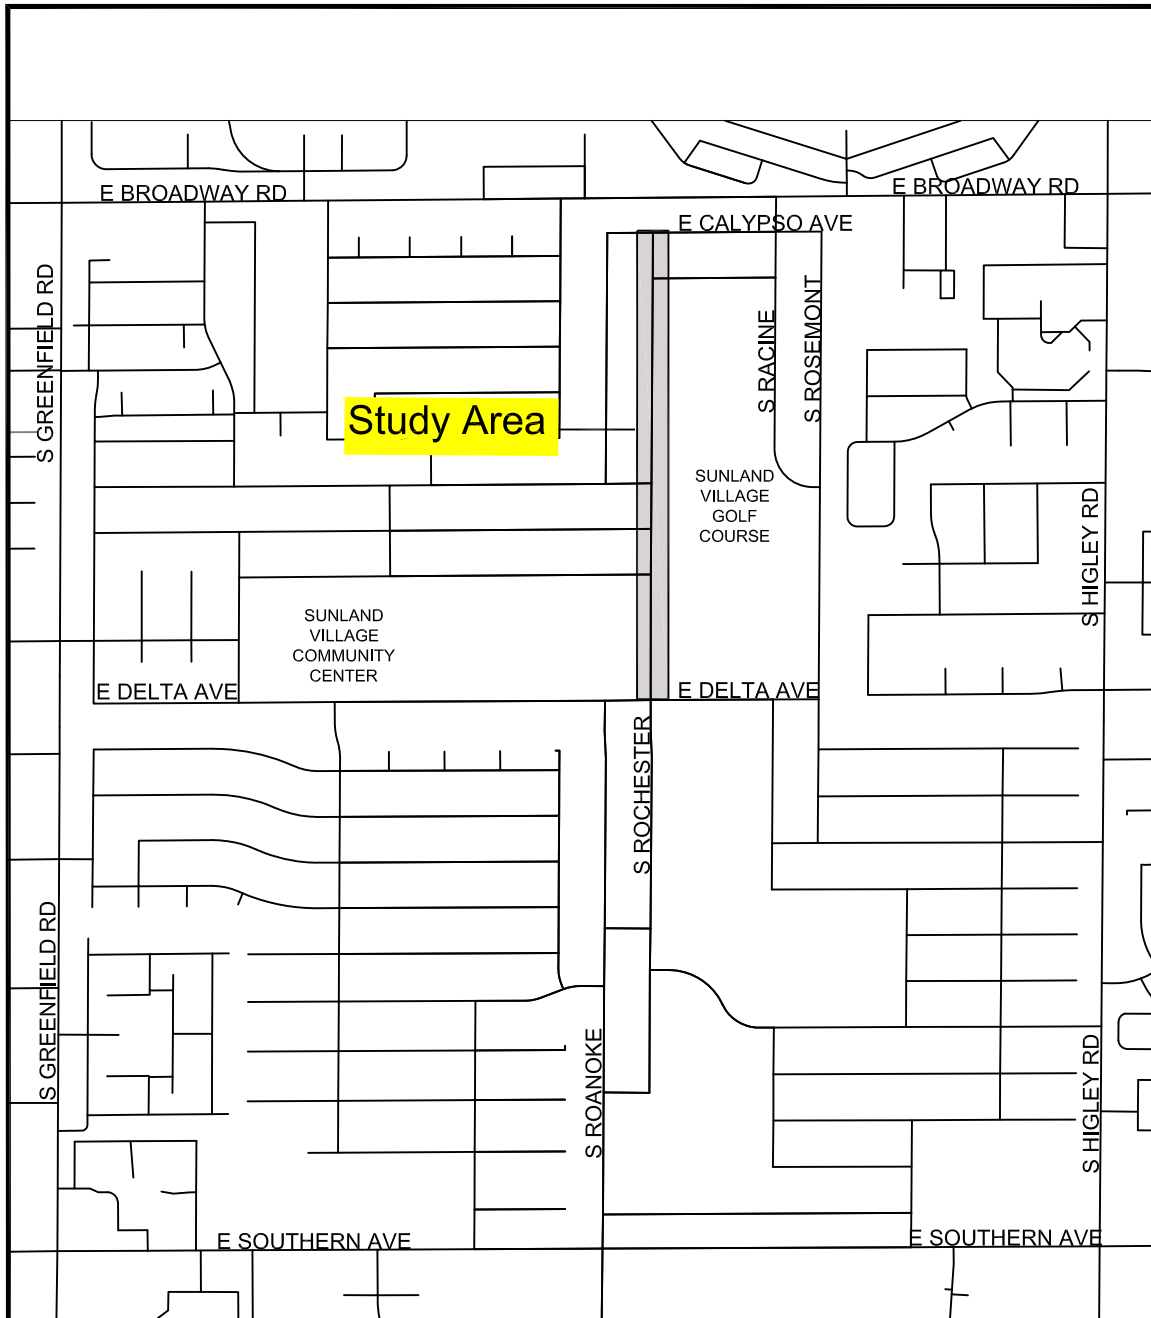 E BROADWAY RD
E BROADWAY RD
E CALYPSO AVE
S GREENFIELD RD
S RACINE
S ROSEMONT
Study Area
SUNLAND
VILLAGE
GOLF
COURSE
S HIGLEY RD
SUNLAND
VILLAGE
COMMUNITY
CENTER
E DELTA AVE
E DELTA AVE
S ROCHESTER
S GREENFIELD RD
S ROANOKE
S HIGLEY RD
E SOUTHERN AVE
E SOUTHERN AVE